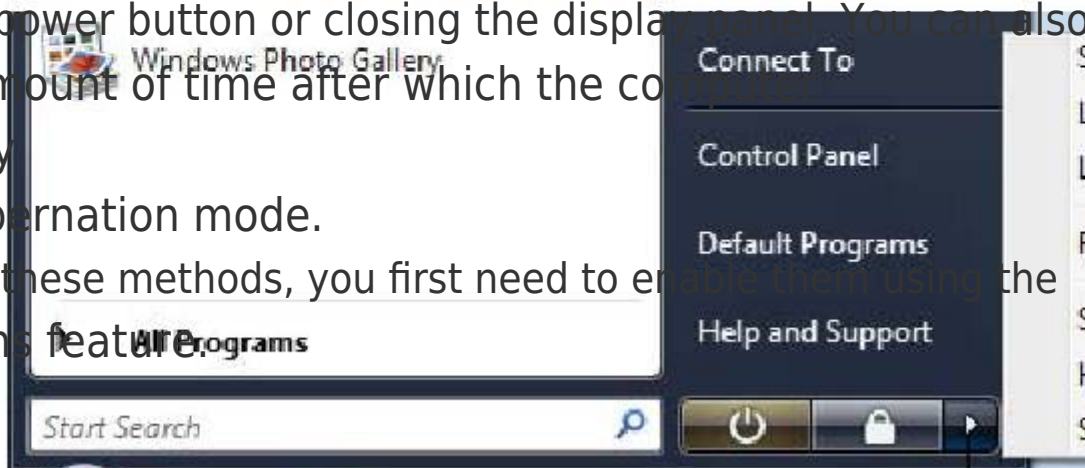 power button or closing the display panel. You can also
Windows Photo Gallery
Connect To
mount of time after which the computer
Control Panel
bernation mode.
Default Programs
these methods, you first need to enable them using the
Help and Support
feature.
All Programs
Start Search